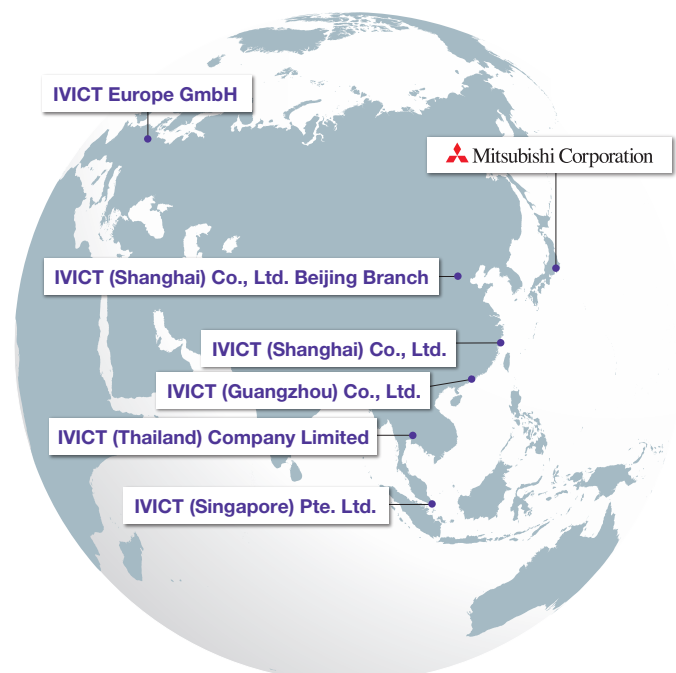 IVICT Europe GmbH
Mitsubishi Corporation
IVICT (Shanghai) Co., Ltd. Beijing Branch
IVICT (Shanghai) Co., Ltd.
IVICT (Guangzhou) Co., Ltd.
IVICT (Thailand) Company Limited
IVICT (Singapore) Pte. Ltd.